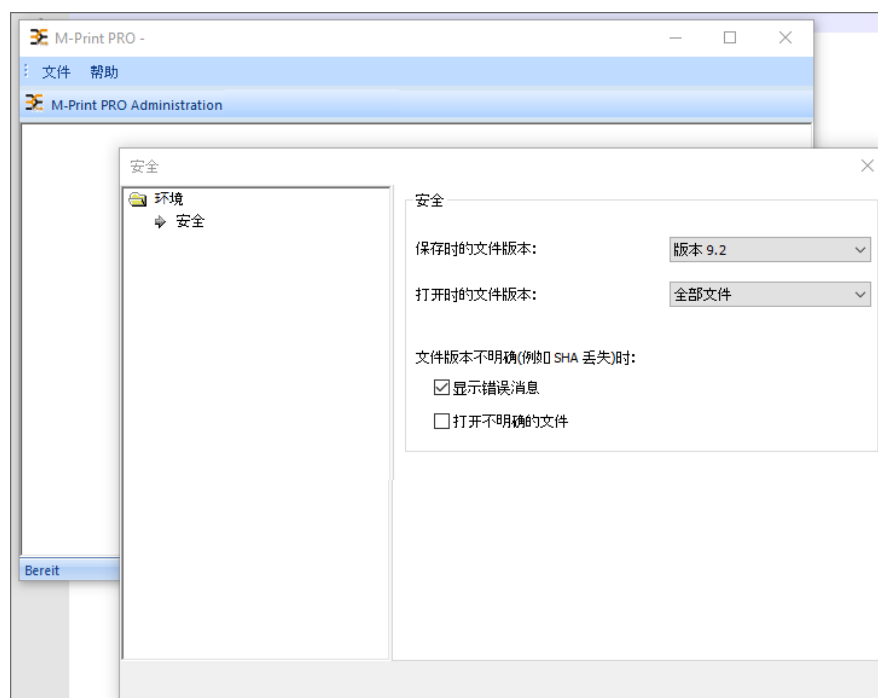 M-Print PRO -
文件 帮助
M-Print PRO Administration
安全
环境
安全
安全
保存时的文件版本:
版本 9.2
打开时的文件版本:
全部文件
文件版本不明确(例如 SHA 丢失)时:
显示错误消息
打开不明确的文件
Bereit